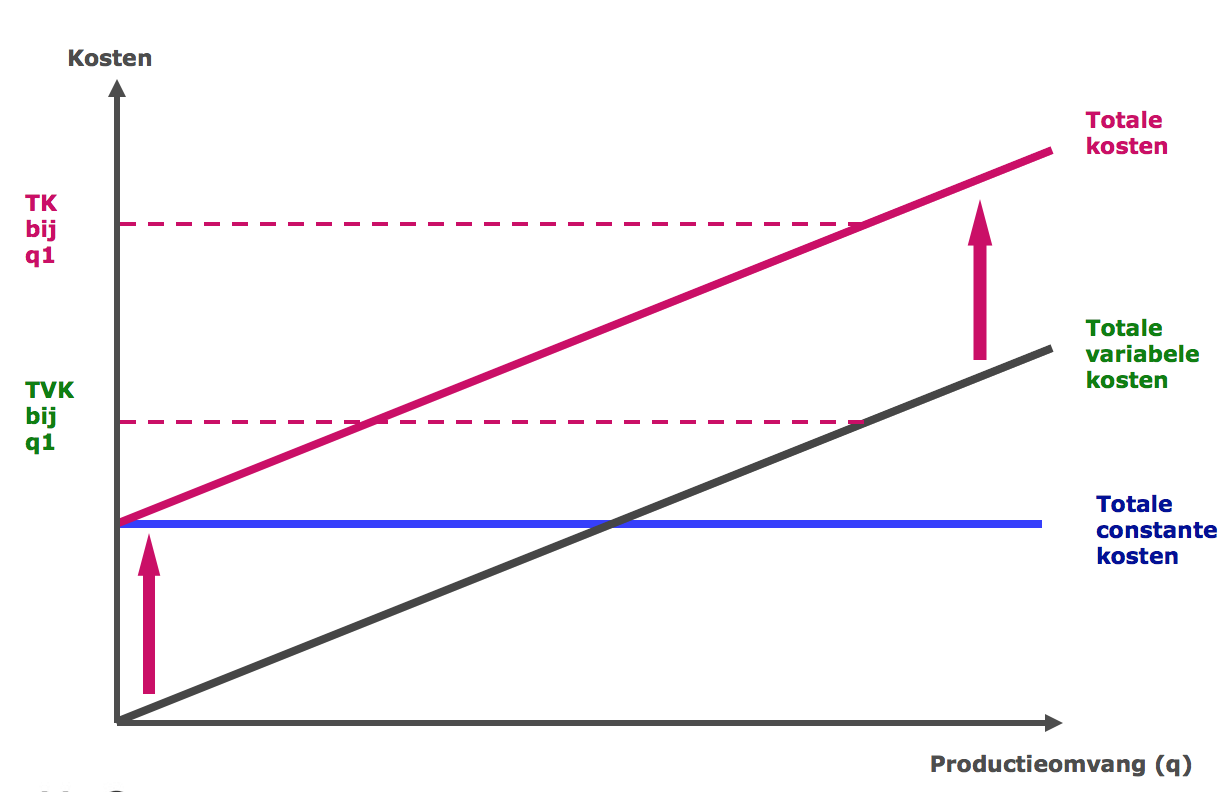 Kosten
Totale
kosten
TK
bij
q1
Totale
variabele
kosten
TVK
bij
q1
Totale
constante
kosten
Productieomvang (q)